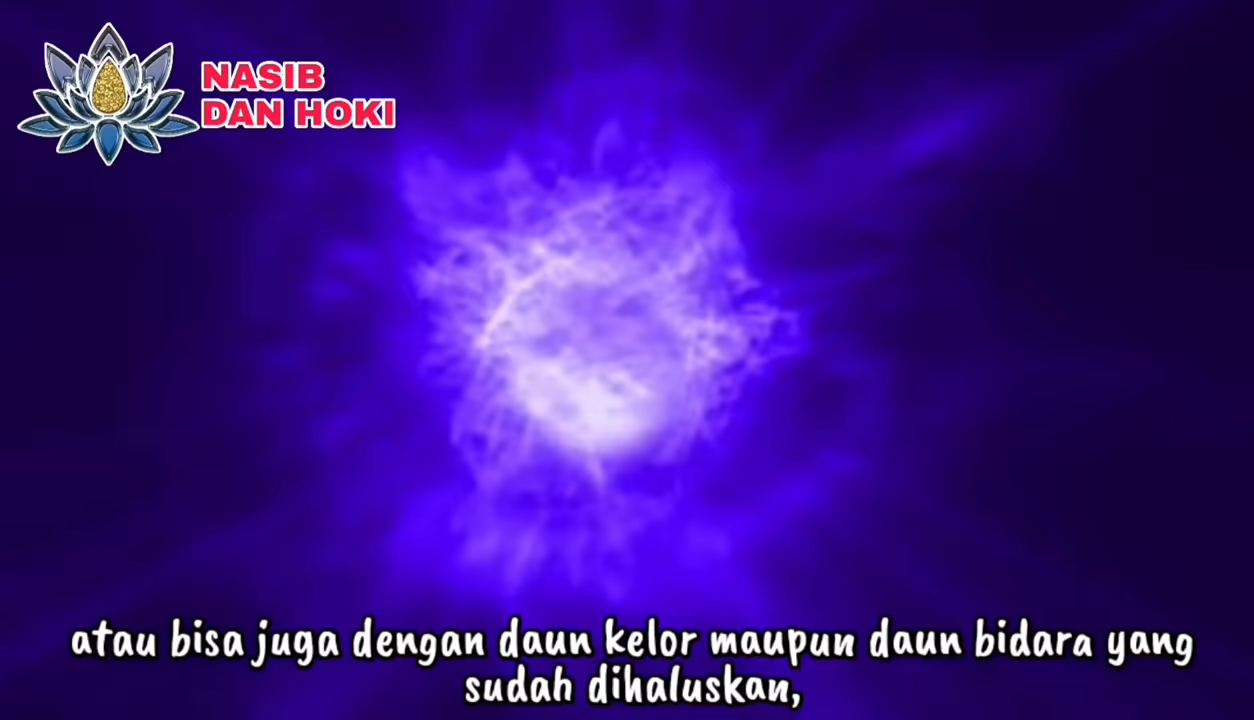 NASIB
DAN HOKI
atau bisa juga dengan daun kelor maupun daun bidara yang
sudah dihaluskan,